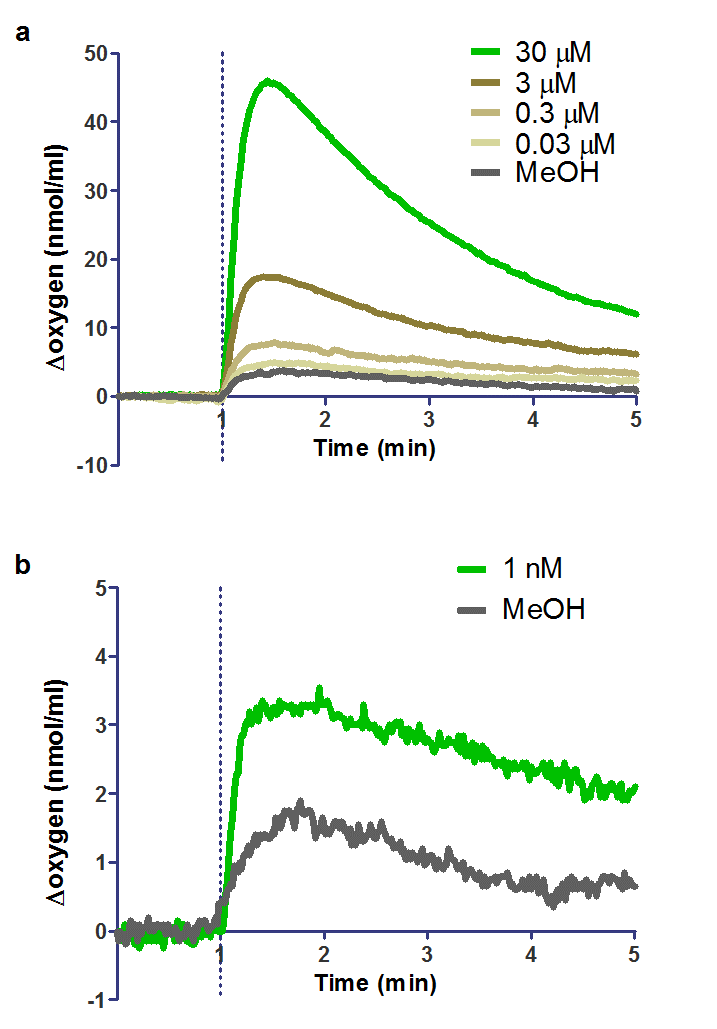 a
50
40
30
20
10
0
-10
Δoxygen (nmol/ml)
30 μM
3 μM
0.3 μM
0.03 μM
MeOH
1 2 3 4 5
Time (min)
b
5
4
3
2
1
0
-1
Δoxygen (nmol/ml)
1 nM
MeOH
1 2 3 4 5
Time (min)